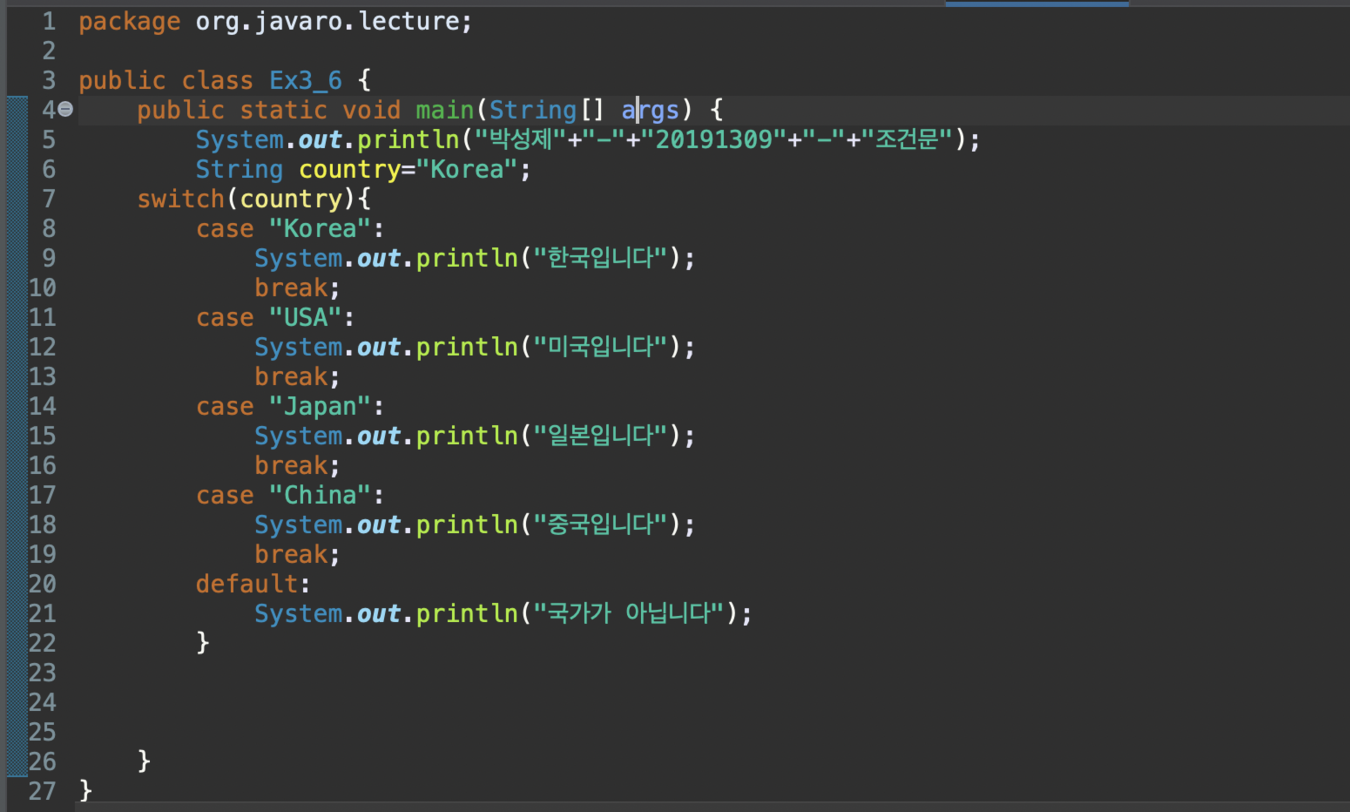 1 package org.javaro.lecture;
2
3 public class Ex3_6 {
4 public static void main(String[] args) {
5 System.out.println("박성제"+"-"+"20191309"+"-"+"조건문");
6 String country="Korea";
7 switch(country){
8 case "Korea":
9 System.out.println("한국입니다");
10 break;
11 case "USA":
12 System.out.println("미국입니다");
13 break;
14 case "Japan":
15 System.out.println("일본입니다");
16 break;
17 case "China":
18 System.out.println("중국입니다");
19 break;
20 default:
21 System.out.println("국가가 아닙니다");
22 }
23
24
25
26 }
27 }